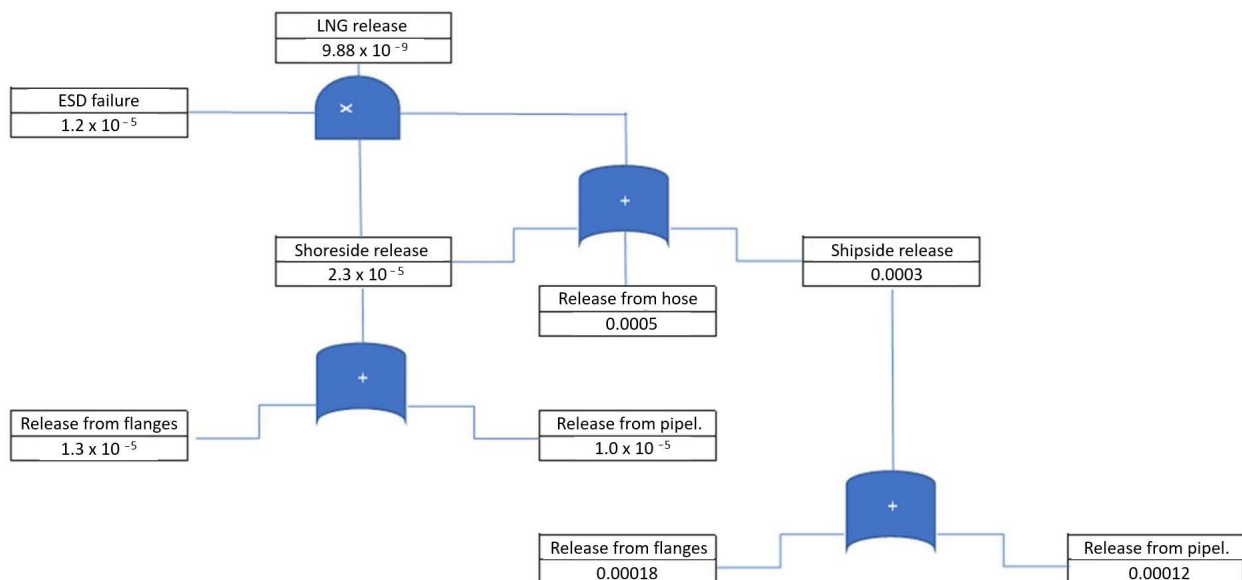 LNG release
9.88 x 10⁻⁹
ESD failure
1.2 x 10⁻⁵
x
+
Shoreside release
2.3 x 10⁻⁵
Shipside release
0.0003
Release from hose
0.0005
+
Release from flanges
1.3 x 10⁻⁵
Release from pipel.
1.0 x 10⁻⁵
+
Release from flanges
0.00018
Release from pipel.
0.00012